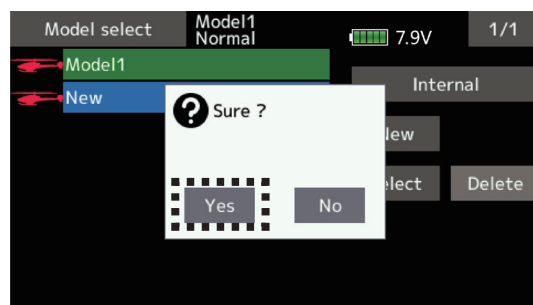 Model select
Model1
Normal
7.9V
1/1
Model1
Internal
New
Sure ?
Yes
No
Delete